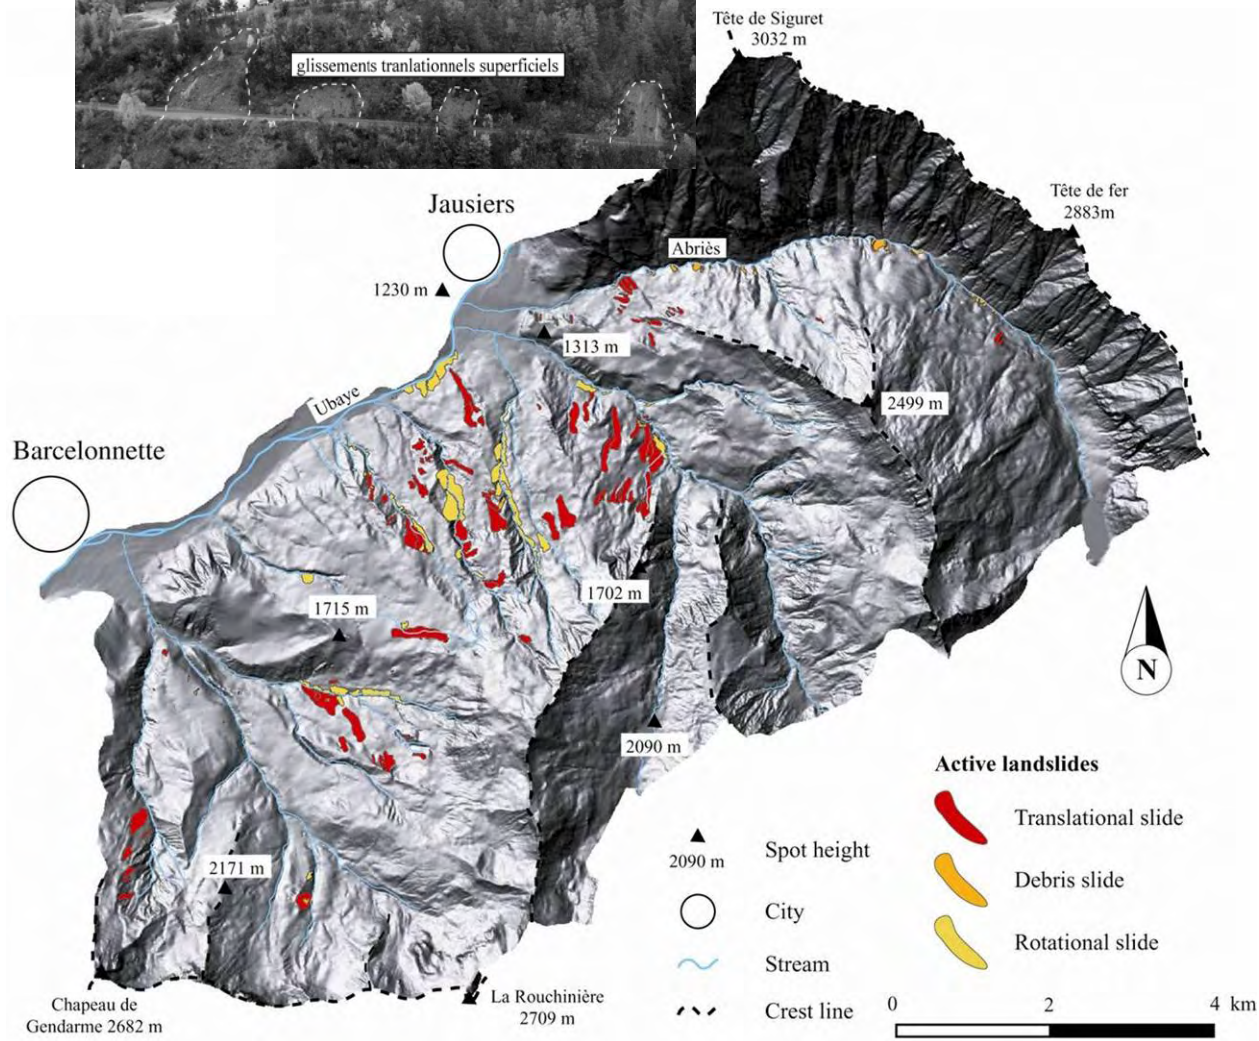 glissements tranlationnels superficiels
Tête de Siguret
3032 m
Tête de fer
2883m
Jausiers
Abriès
1230 m
1313 m
Ubaye
2499 m
Barcelonnette
1702 m
1715 m
2090 m
2171 m
Chapeau de
Gendarme 2682 m
La Rouchinière
2709 m
N
2090 m
Spot height
City
Stream
Crest line
Active landslides
Translational slide
Debris slide
Rotational slide
0 2 4 km